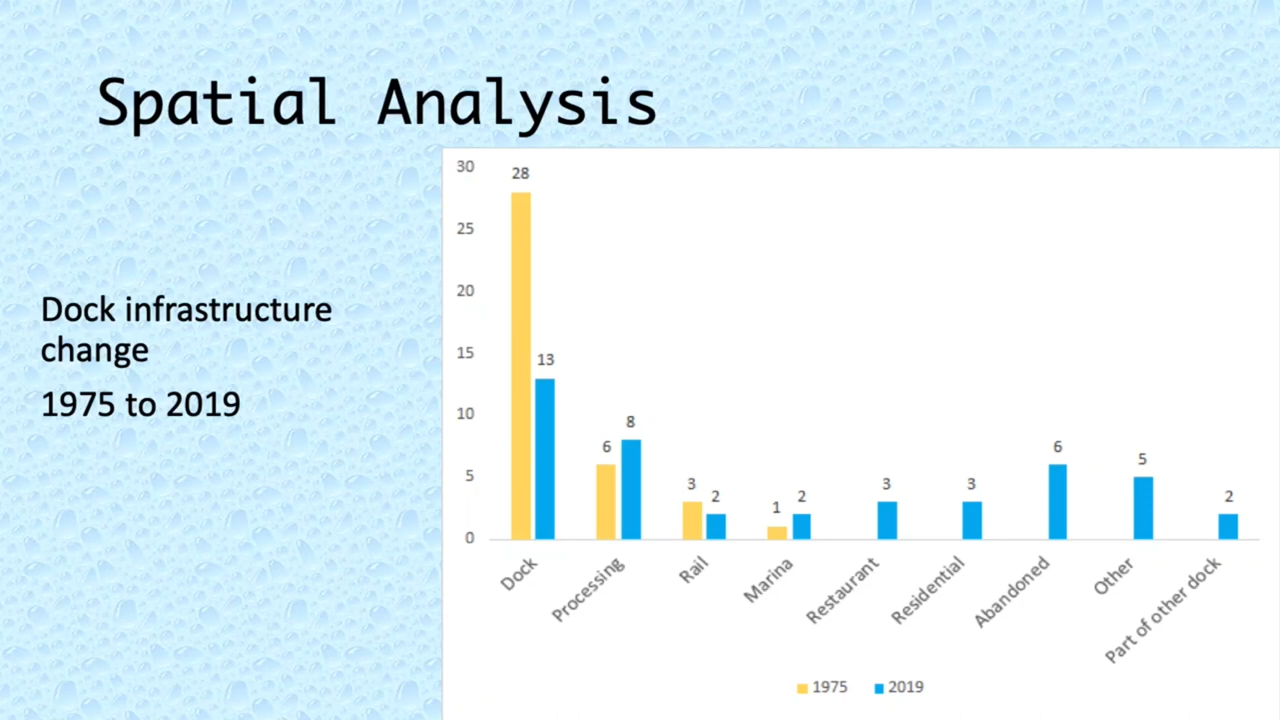 Spatial Analysis
Dock infrastructure
change
1975 to 2019
30
25
20
15
10
5
0
28
13
6
8
3
2
1
2
3
3
6
5
2
Dock
Processing
Rail
Marina
Restaurant
Residential
Abandoned
Other
Part of other dock
1975
2019